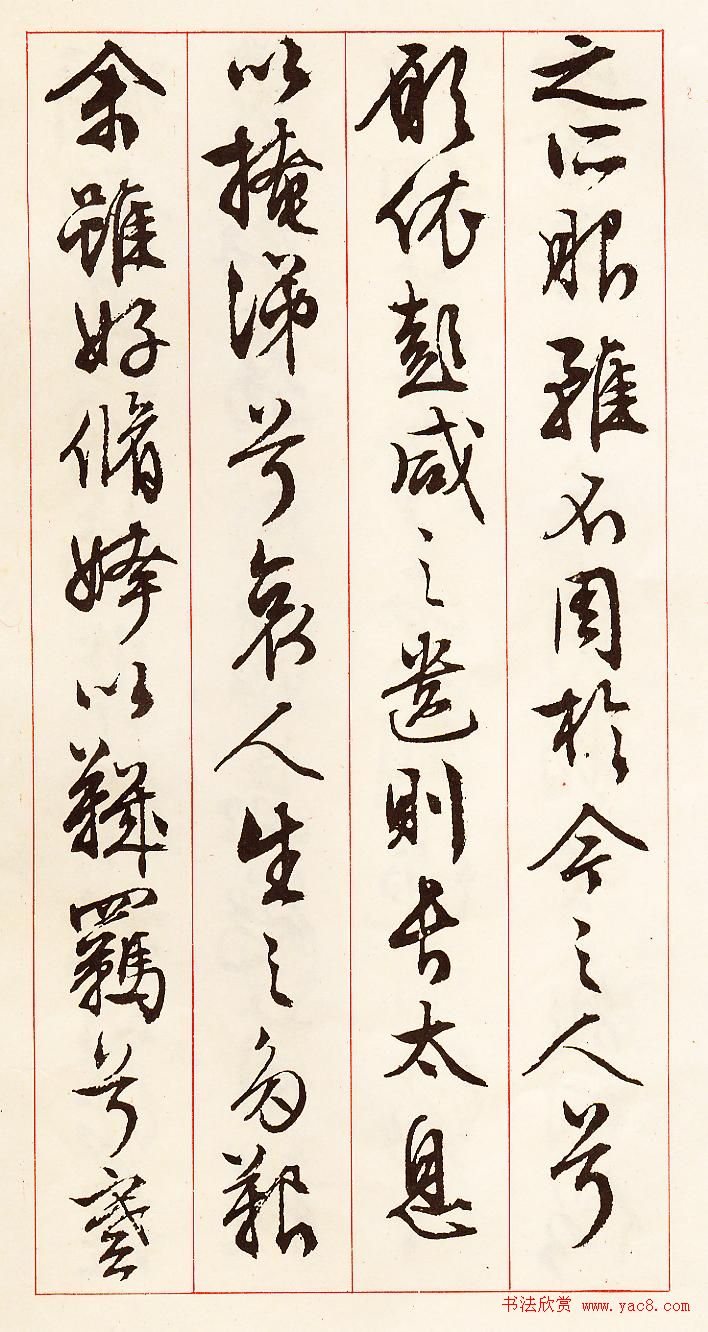 之所服雖不周於今之人兮
願依彭咸之遺則長太息
以掩涕兮哀人生之多艱
余雖好脩姱以鞿羈兮謇
书法欣赏 www.yac8.com